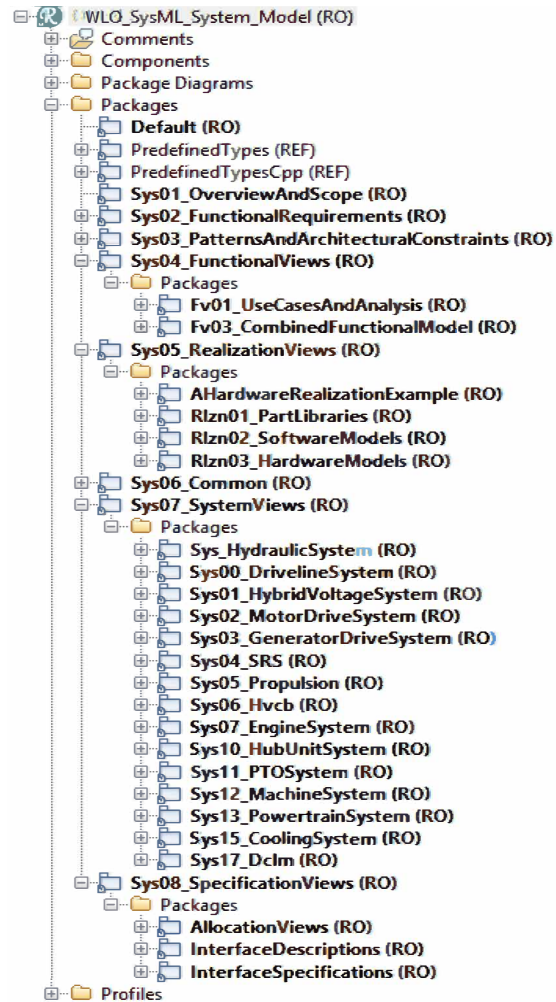 WLO_SysML_System_Model (RO)
Comments
Components
Package Diagrams
Packages
Default (RO)
PredefinedTypes (REF)
PredefinedTypesCpp (REF)
Sys01_OverviewAndScope (RO)
Sys02_FunctionalRequirements (RO)
Sys03_PatternsAndArchitecturalConstraints (RO)
Sys04_FunctionalViews (RO)
Packages
Fv01_UseCasesAndAnalysis (RO)
Fv03_CombinedFunctionalModel (RO)
Sys05_RealizationViews (RO)
Packages
AHardwareRealizationExample (RO)
Rlzn01_PartLibraries (RO)
Rlzn02_SoftwareModels (RO)
Rlzn03_HardwareModels (RO)
Sys06_Common (RO)
Sys07_SystemViews (RO)
Packages
Sys_HydraulicSystem (RO)
Sys00_DrivelineSystem (RO)
Sys01_HybridVoltageSystem (RO)
Sys02_MotorDriveSystem (RO)
Sys03_GeneratorDriveSystem (RO)
Sys04_SRS (RO)
Sys05_Propulsion (RO)
Sys06_Hvcb (RO)
Sys07_EngineSystem (RO)
Sys10_HubUnitSystem (RO)
Sys11_PTOSystem (RO)
Sys12_MachineSystem (RO)
Sys13_PowertrainSystem (RO)
Sys15_CoolingSystem (RO)
Sys17_Dclm (RO)
Sys08_SpecificationViews (RO)
Packages
AllocationViews (RO)
InterfaceDescriptions (RO)
InterfaceSpecifications (RO)
Profiles